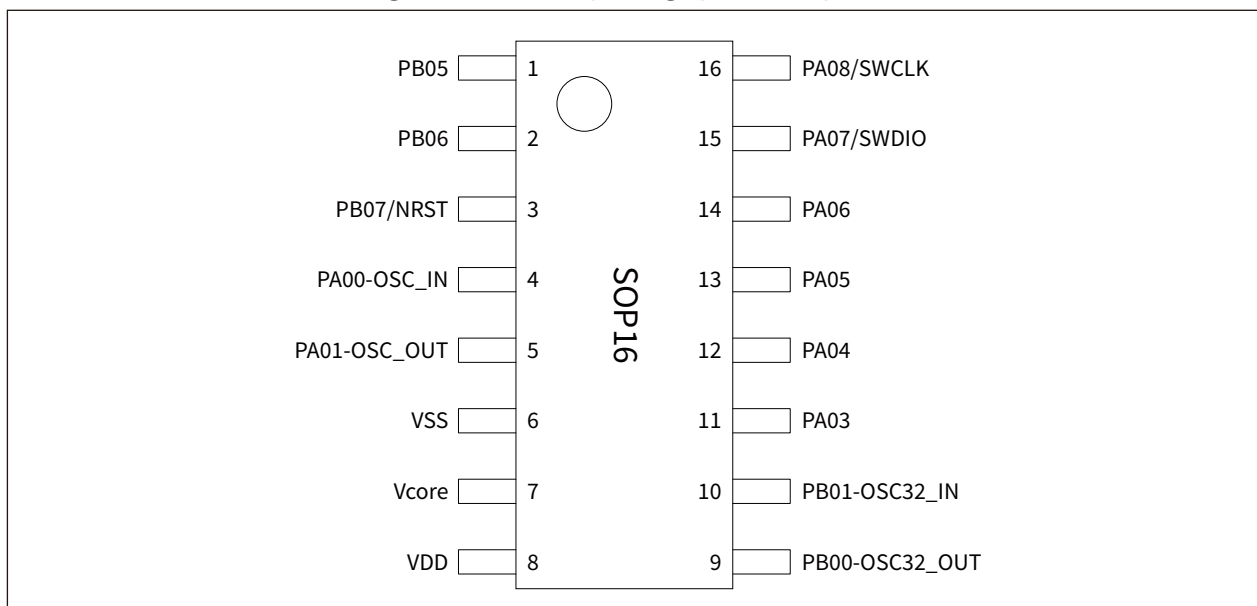 PB05 1 16 PA08/SWCLK
PB06 2 15 PA07/SWDIO
PB07/NRST 3 14 PA06
PA00-OSC_IN 4 13 PA05
SOP16
PA01-OSC_OUT 5 12 PA04
VSS 6 11 PA03
Vcore 7 10 PB01-OSC32_IN
VDD 8 9 PB00-OSC32_OUT